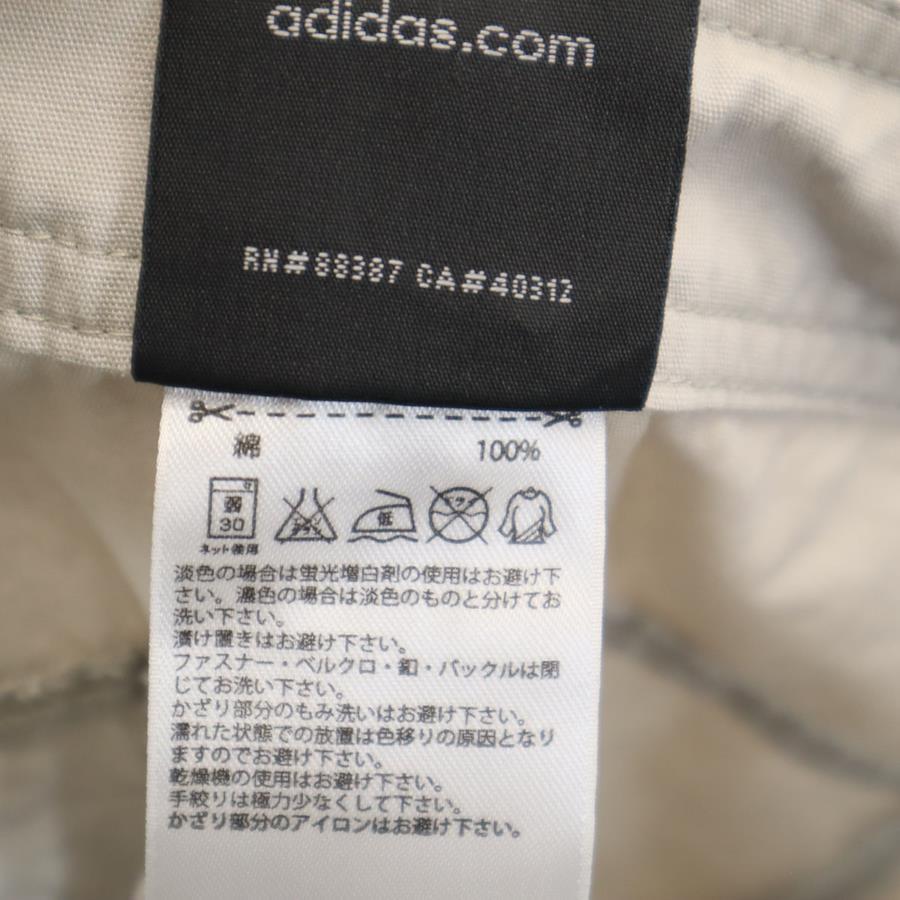 adidas.com
RN#88387 CA#40312
綿 100%
弱
30
ネット使用
エンソ
サラシ
低
ドライ
淡色の場合は蛍光増白剤の使用はお避け下
さい。濃色の場合は淡色のものと分けてお
洗い下さい。
漬け置きはお避け下さい。
ファスナー・ベルクロ・釦・バックルは閉
じてお洗い下さい。
かざり部分のもみ洗いはお避け下さい。
濡れた状態での放置は色移りの原因となり
ますのでお避け下さい。
乾燥機の使用はお避け下さい。
手絞りは極力少なくして下さい。
かざり部分のアイロンはお避け下さい。